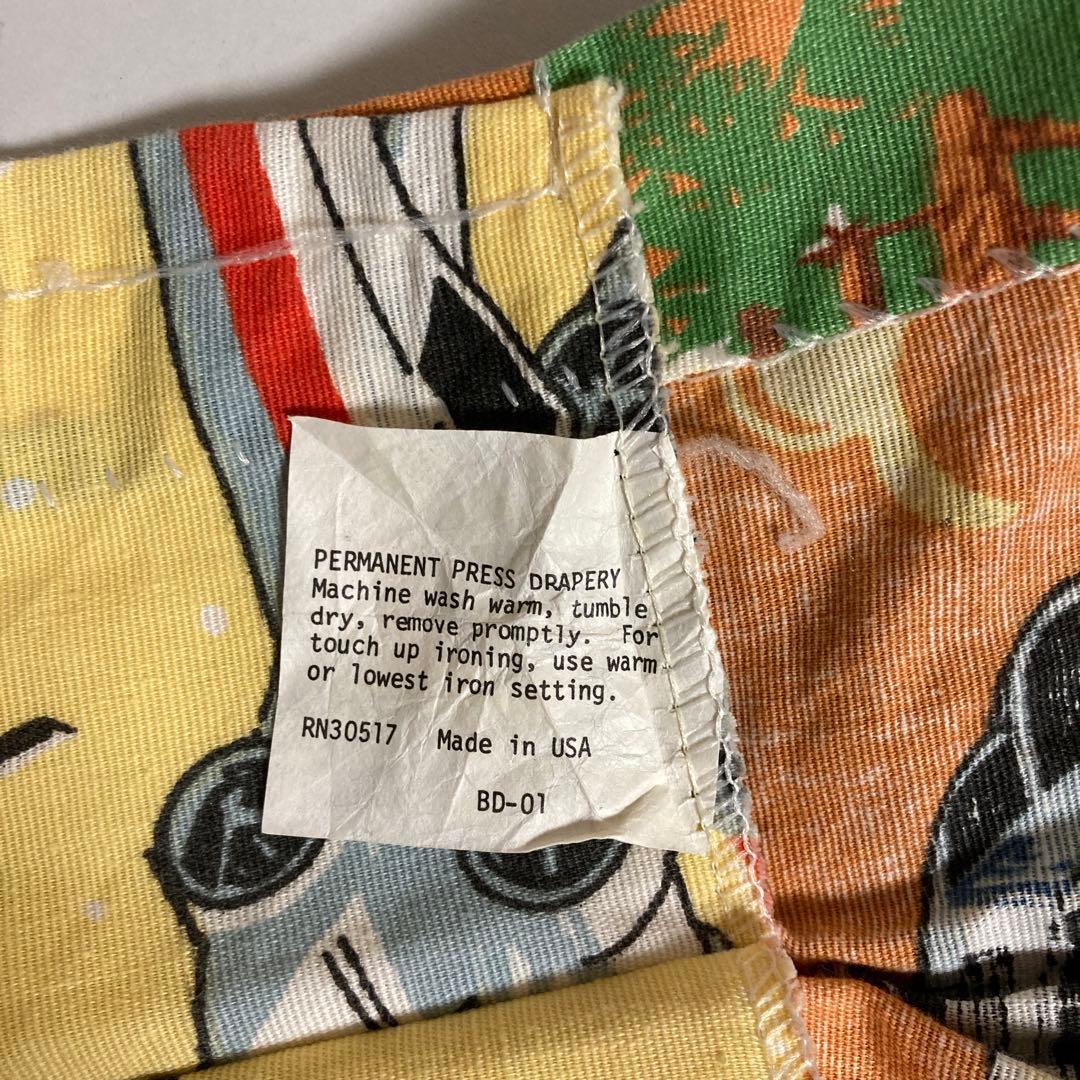 PERMANENT PRESS DRAPERY
Machine wash warm, tumble
dry, remove promptly. For
touch up ironing, use warm
or lowest iron setting.
RN30517 Made in USA
BD-01